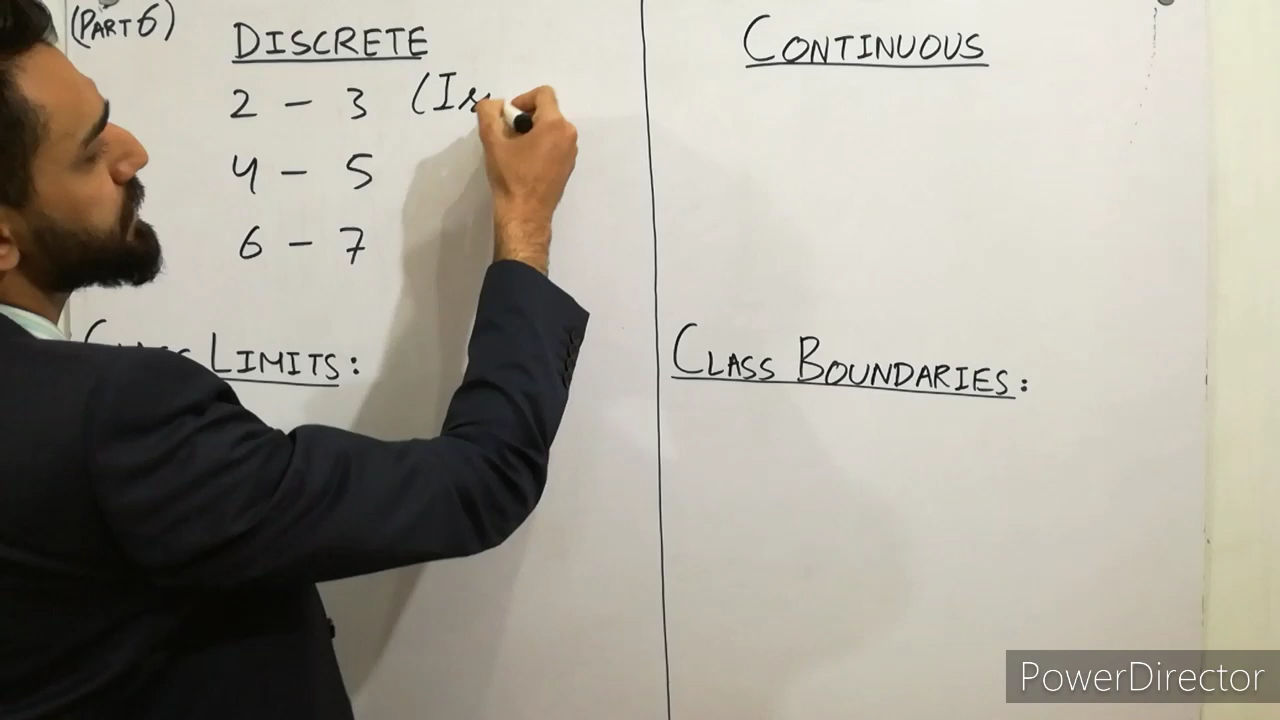 (PART 6)
DISCRETE
2 – 3
4 – 5
6 – 7
LIMITS:
CONTINUOUS
CLASS BOUNDARIES:
PowerDirector